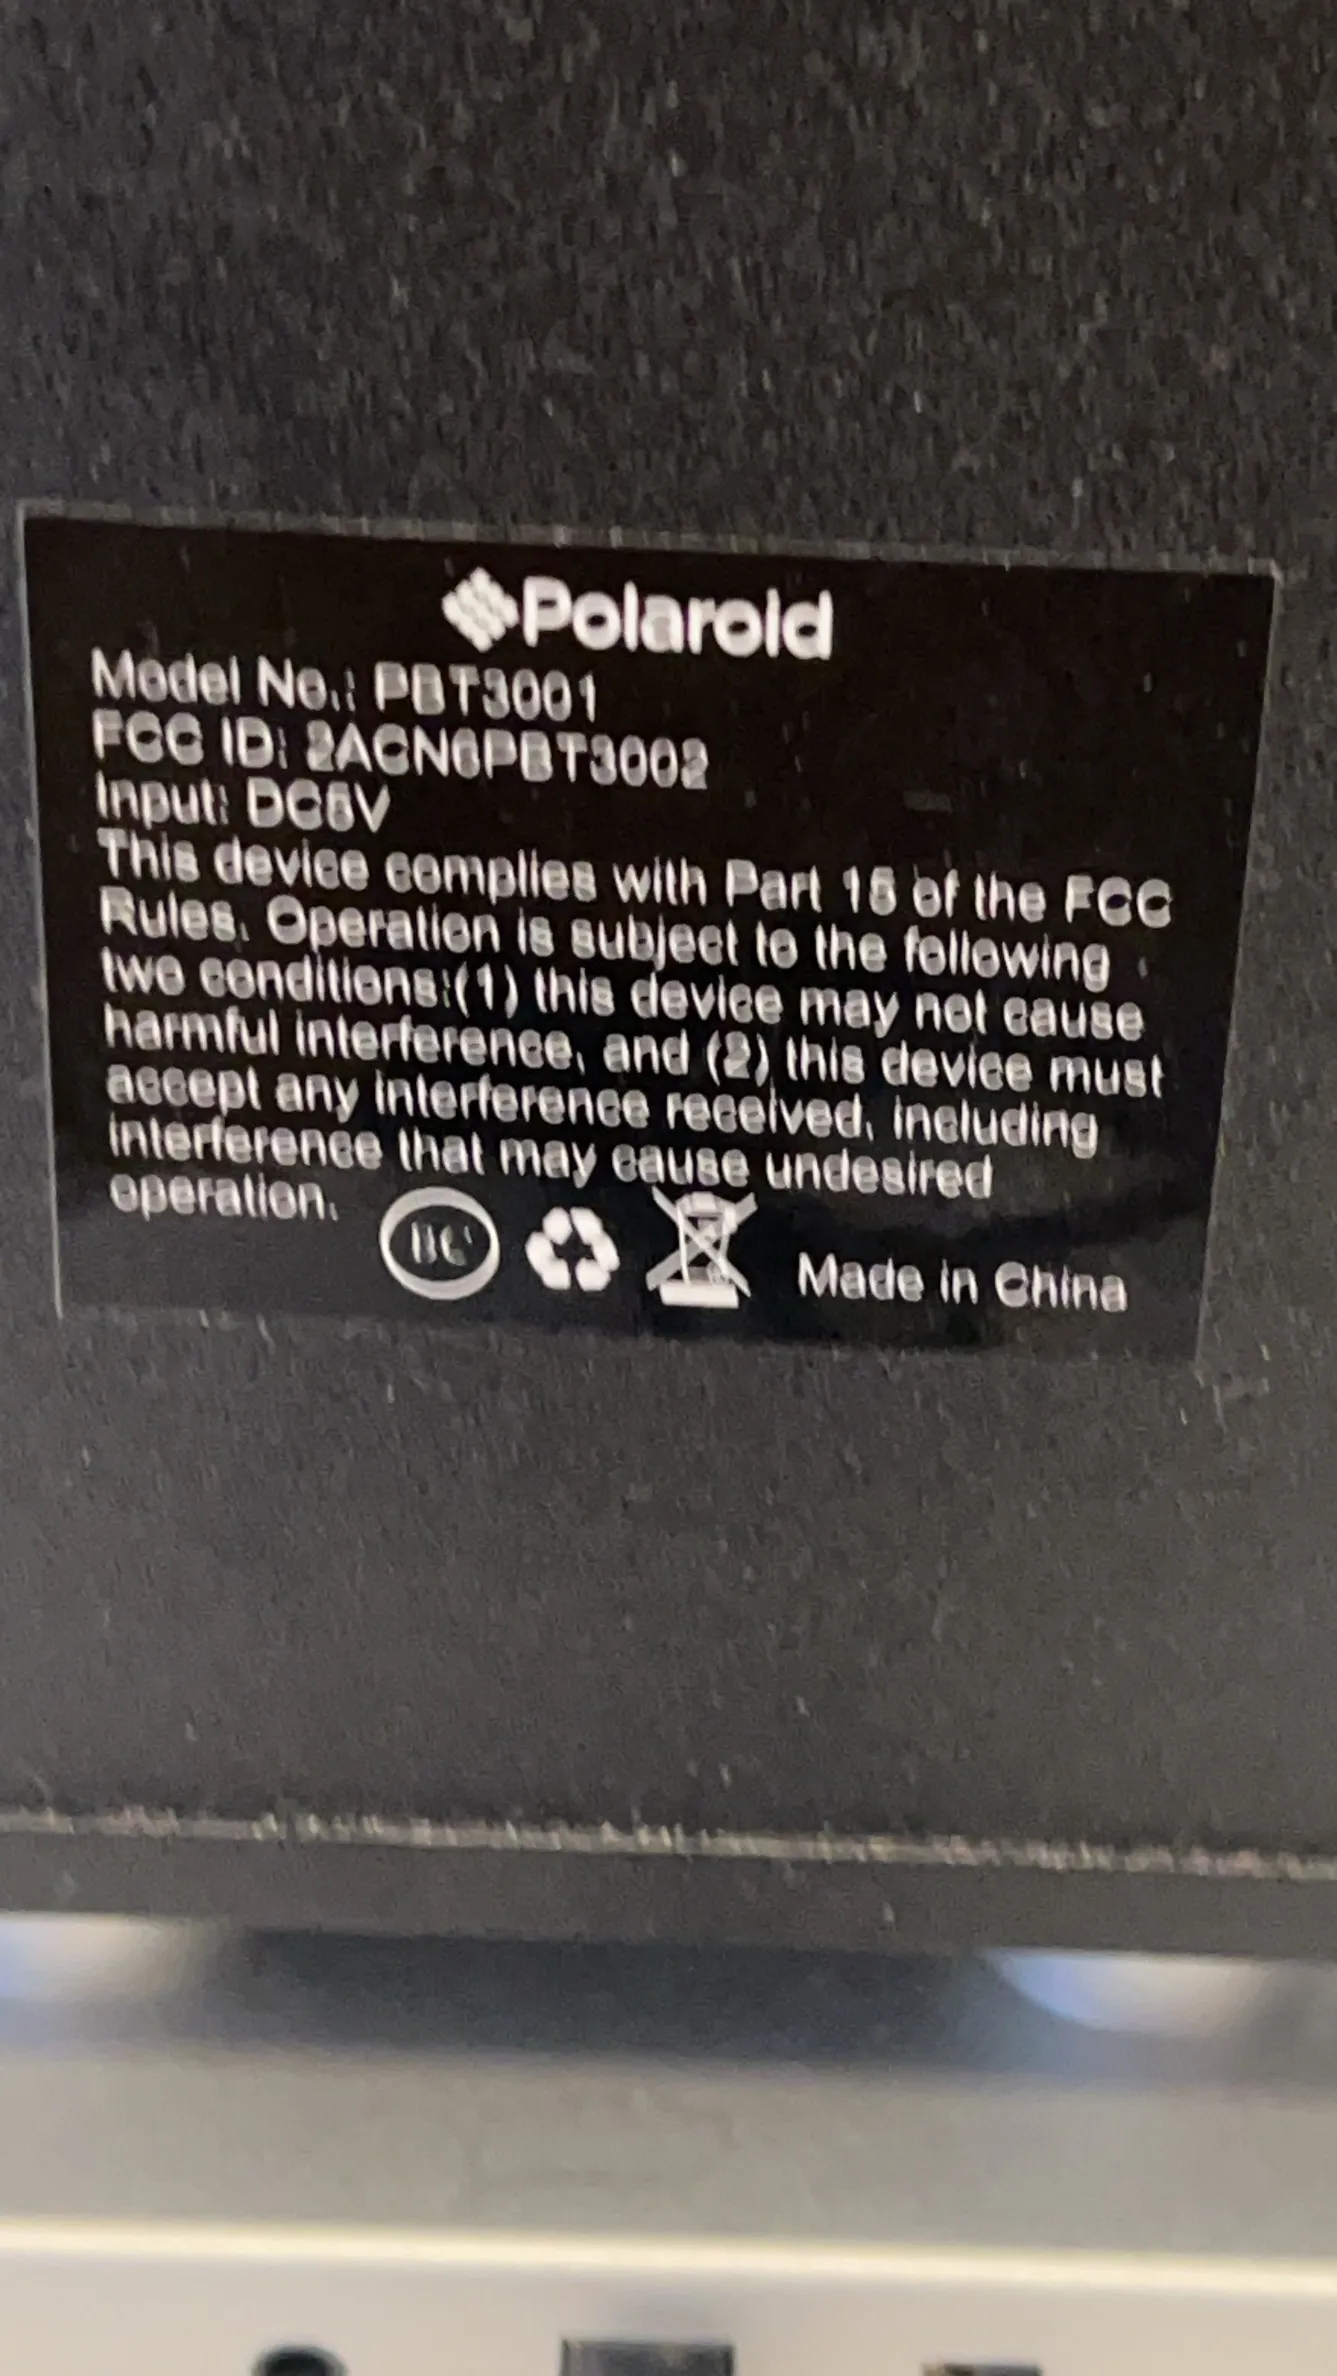 Polaroid
Model No.: PBT3001
FCC ID: 2ACN6PBT3002
Input: DC5V
This device complies with Part 15 of the FCC
Rules. Operation is subject to the following
two conditions:(1) this device may not cause
harmful interference, and (2) this device must
accept any interference received, including
interference that may cause undesired
operation.
Made in China